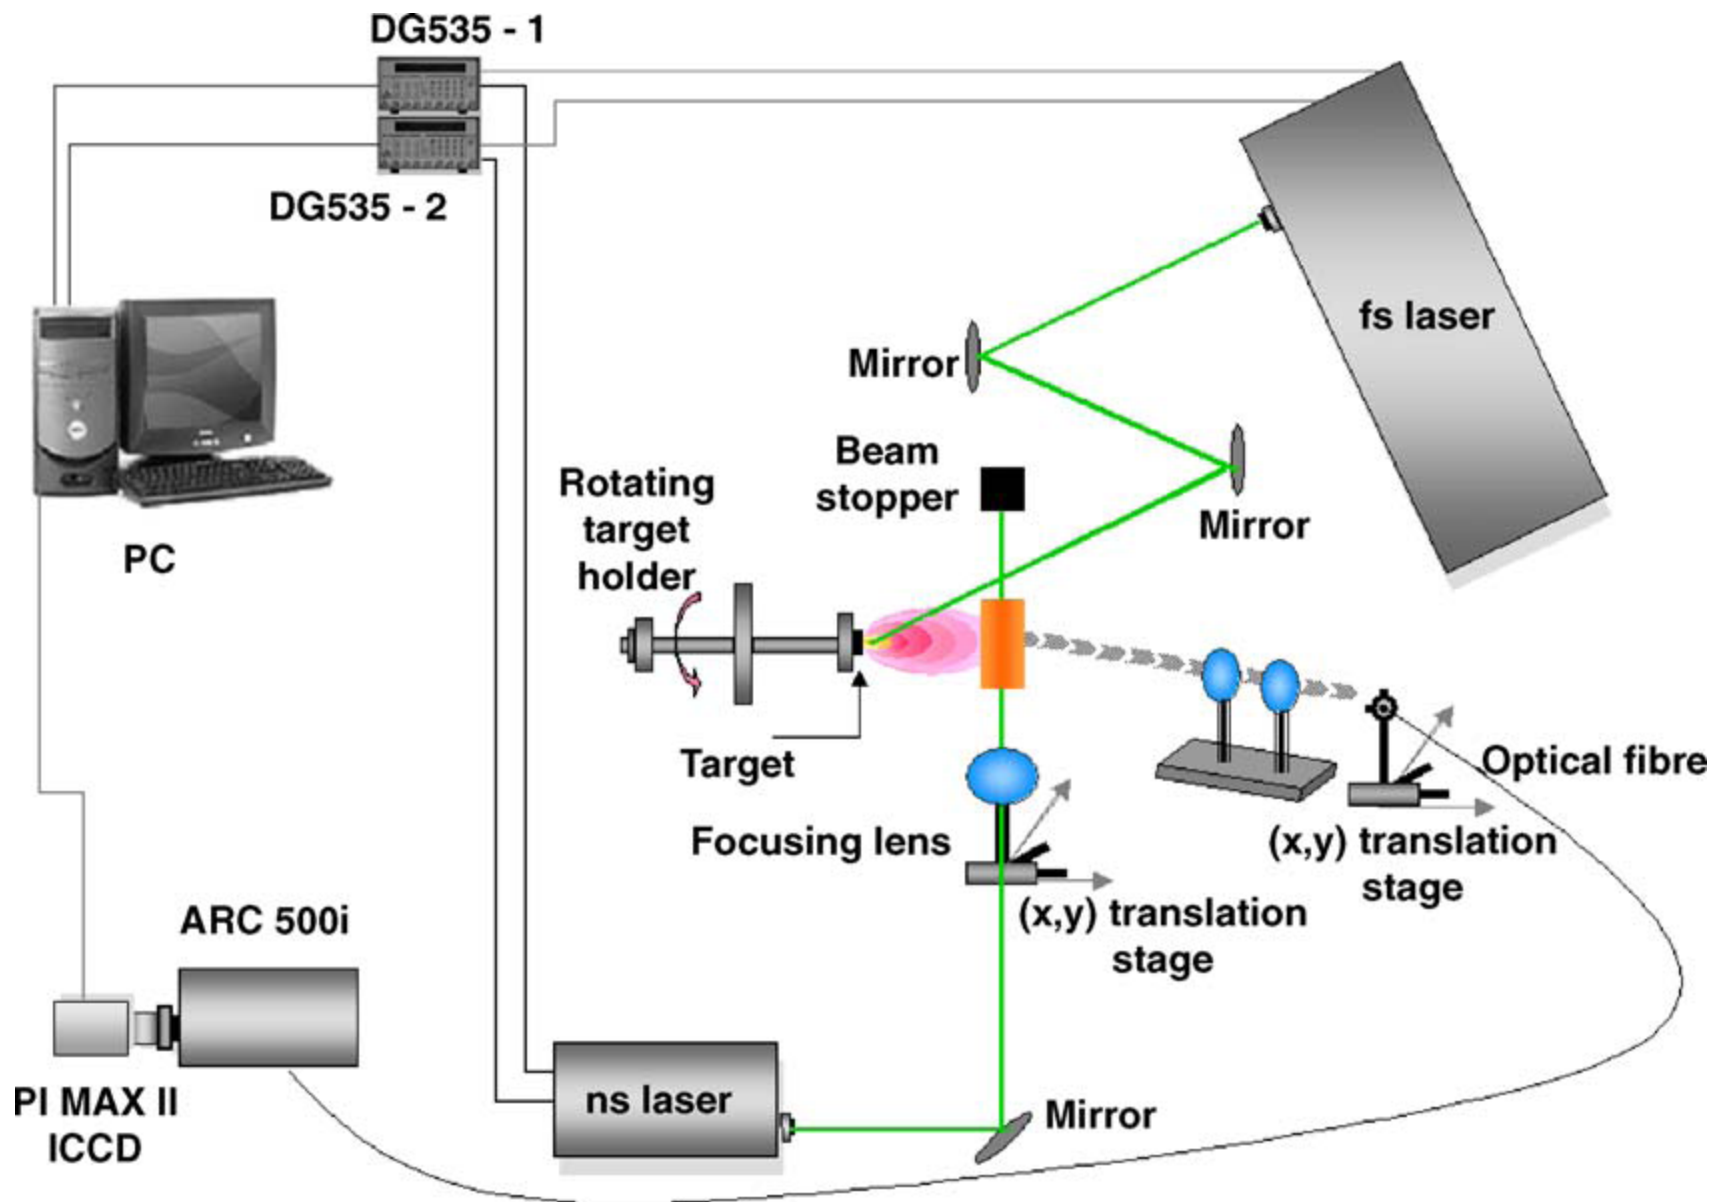 DG535 - 1
DG535 - 2
fs laser
Mirror
Beam
stopper
Mirror
Rotating
target
holder
PC
Target
Optical fibre
Focusing lens
(x,y) translation
stage
(x,y) translation
stage
ARC 500i
PI MAX II
ICCD
ns laser
Mirror